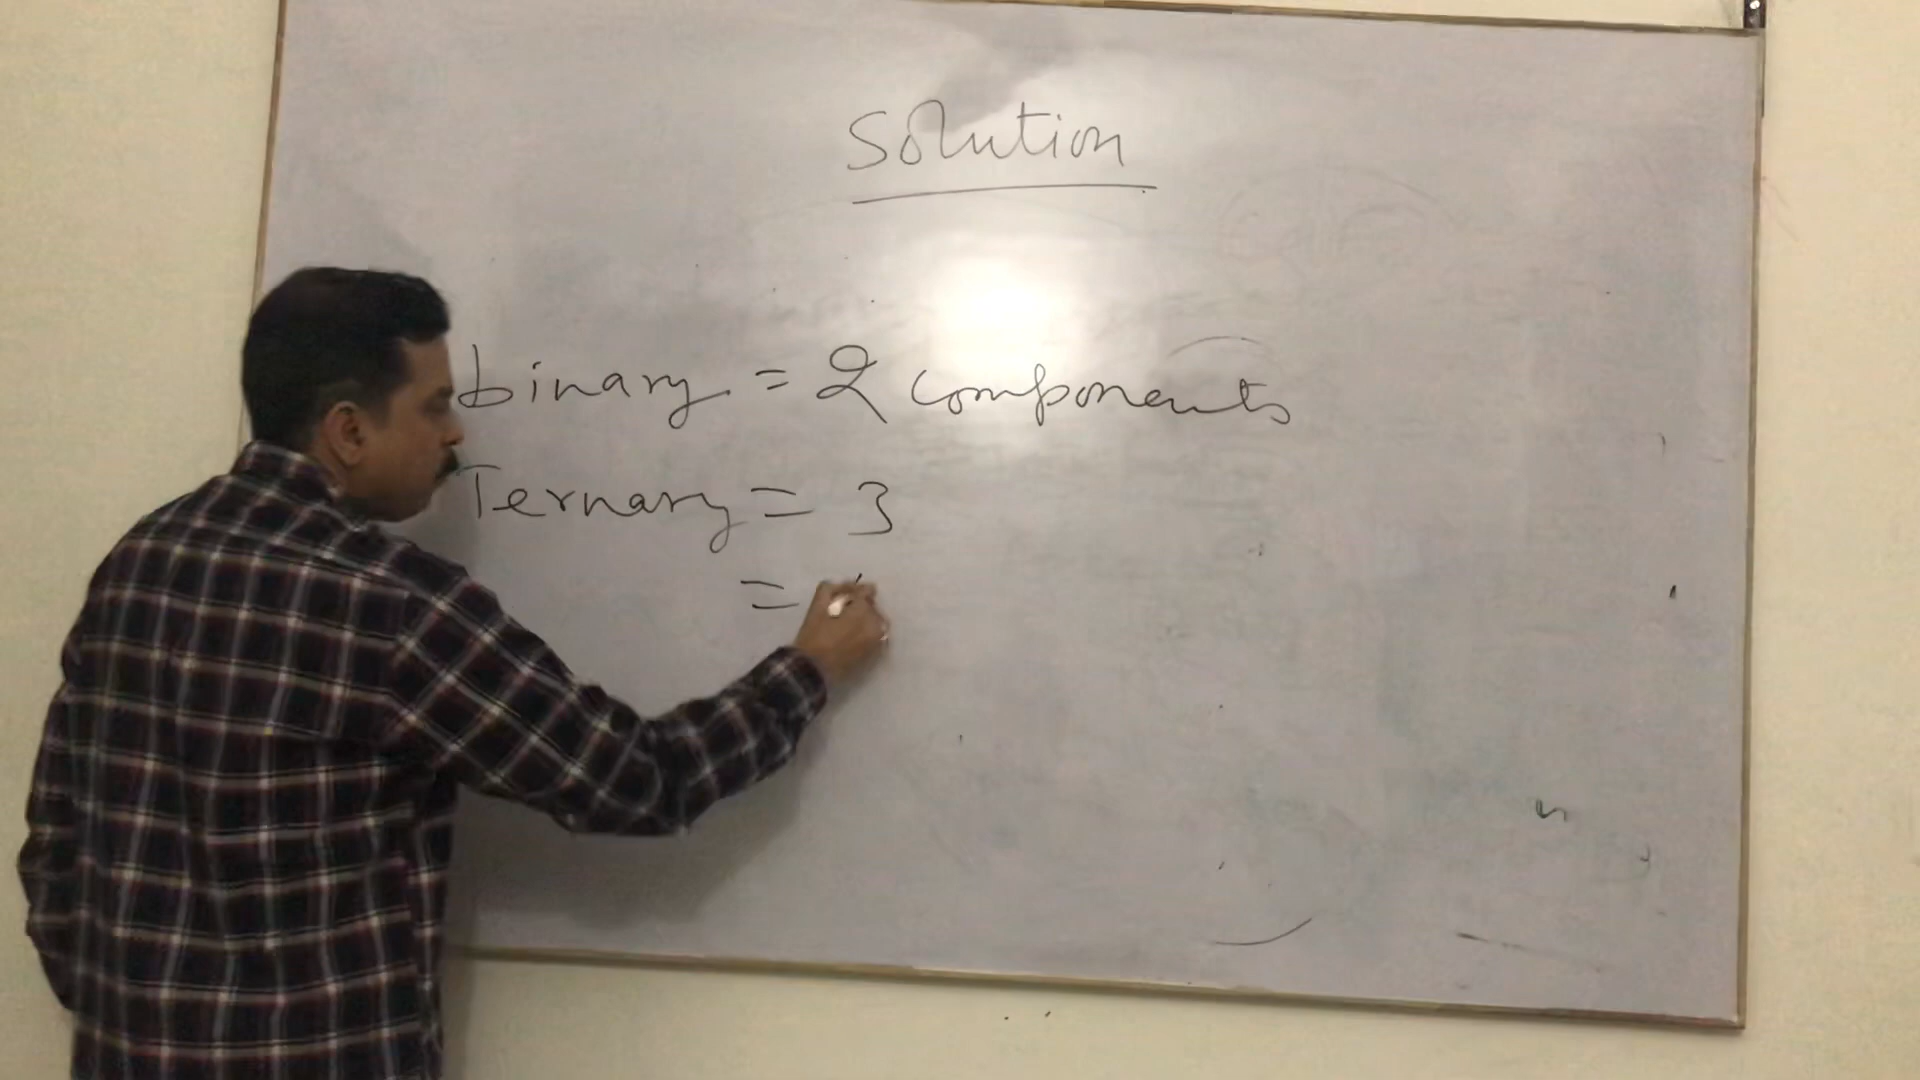 Solution
binary = 2 components
Ternary = 3
=